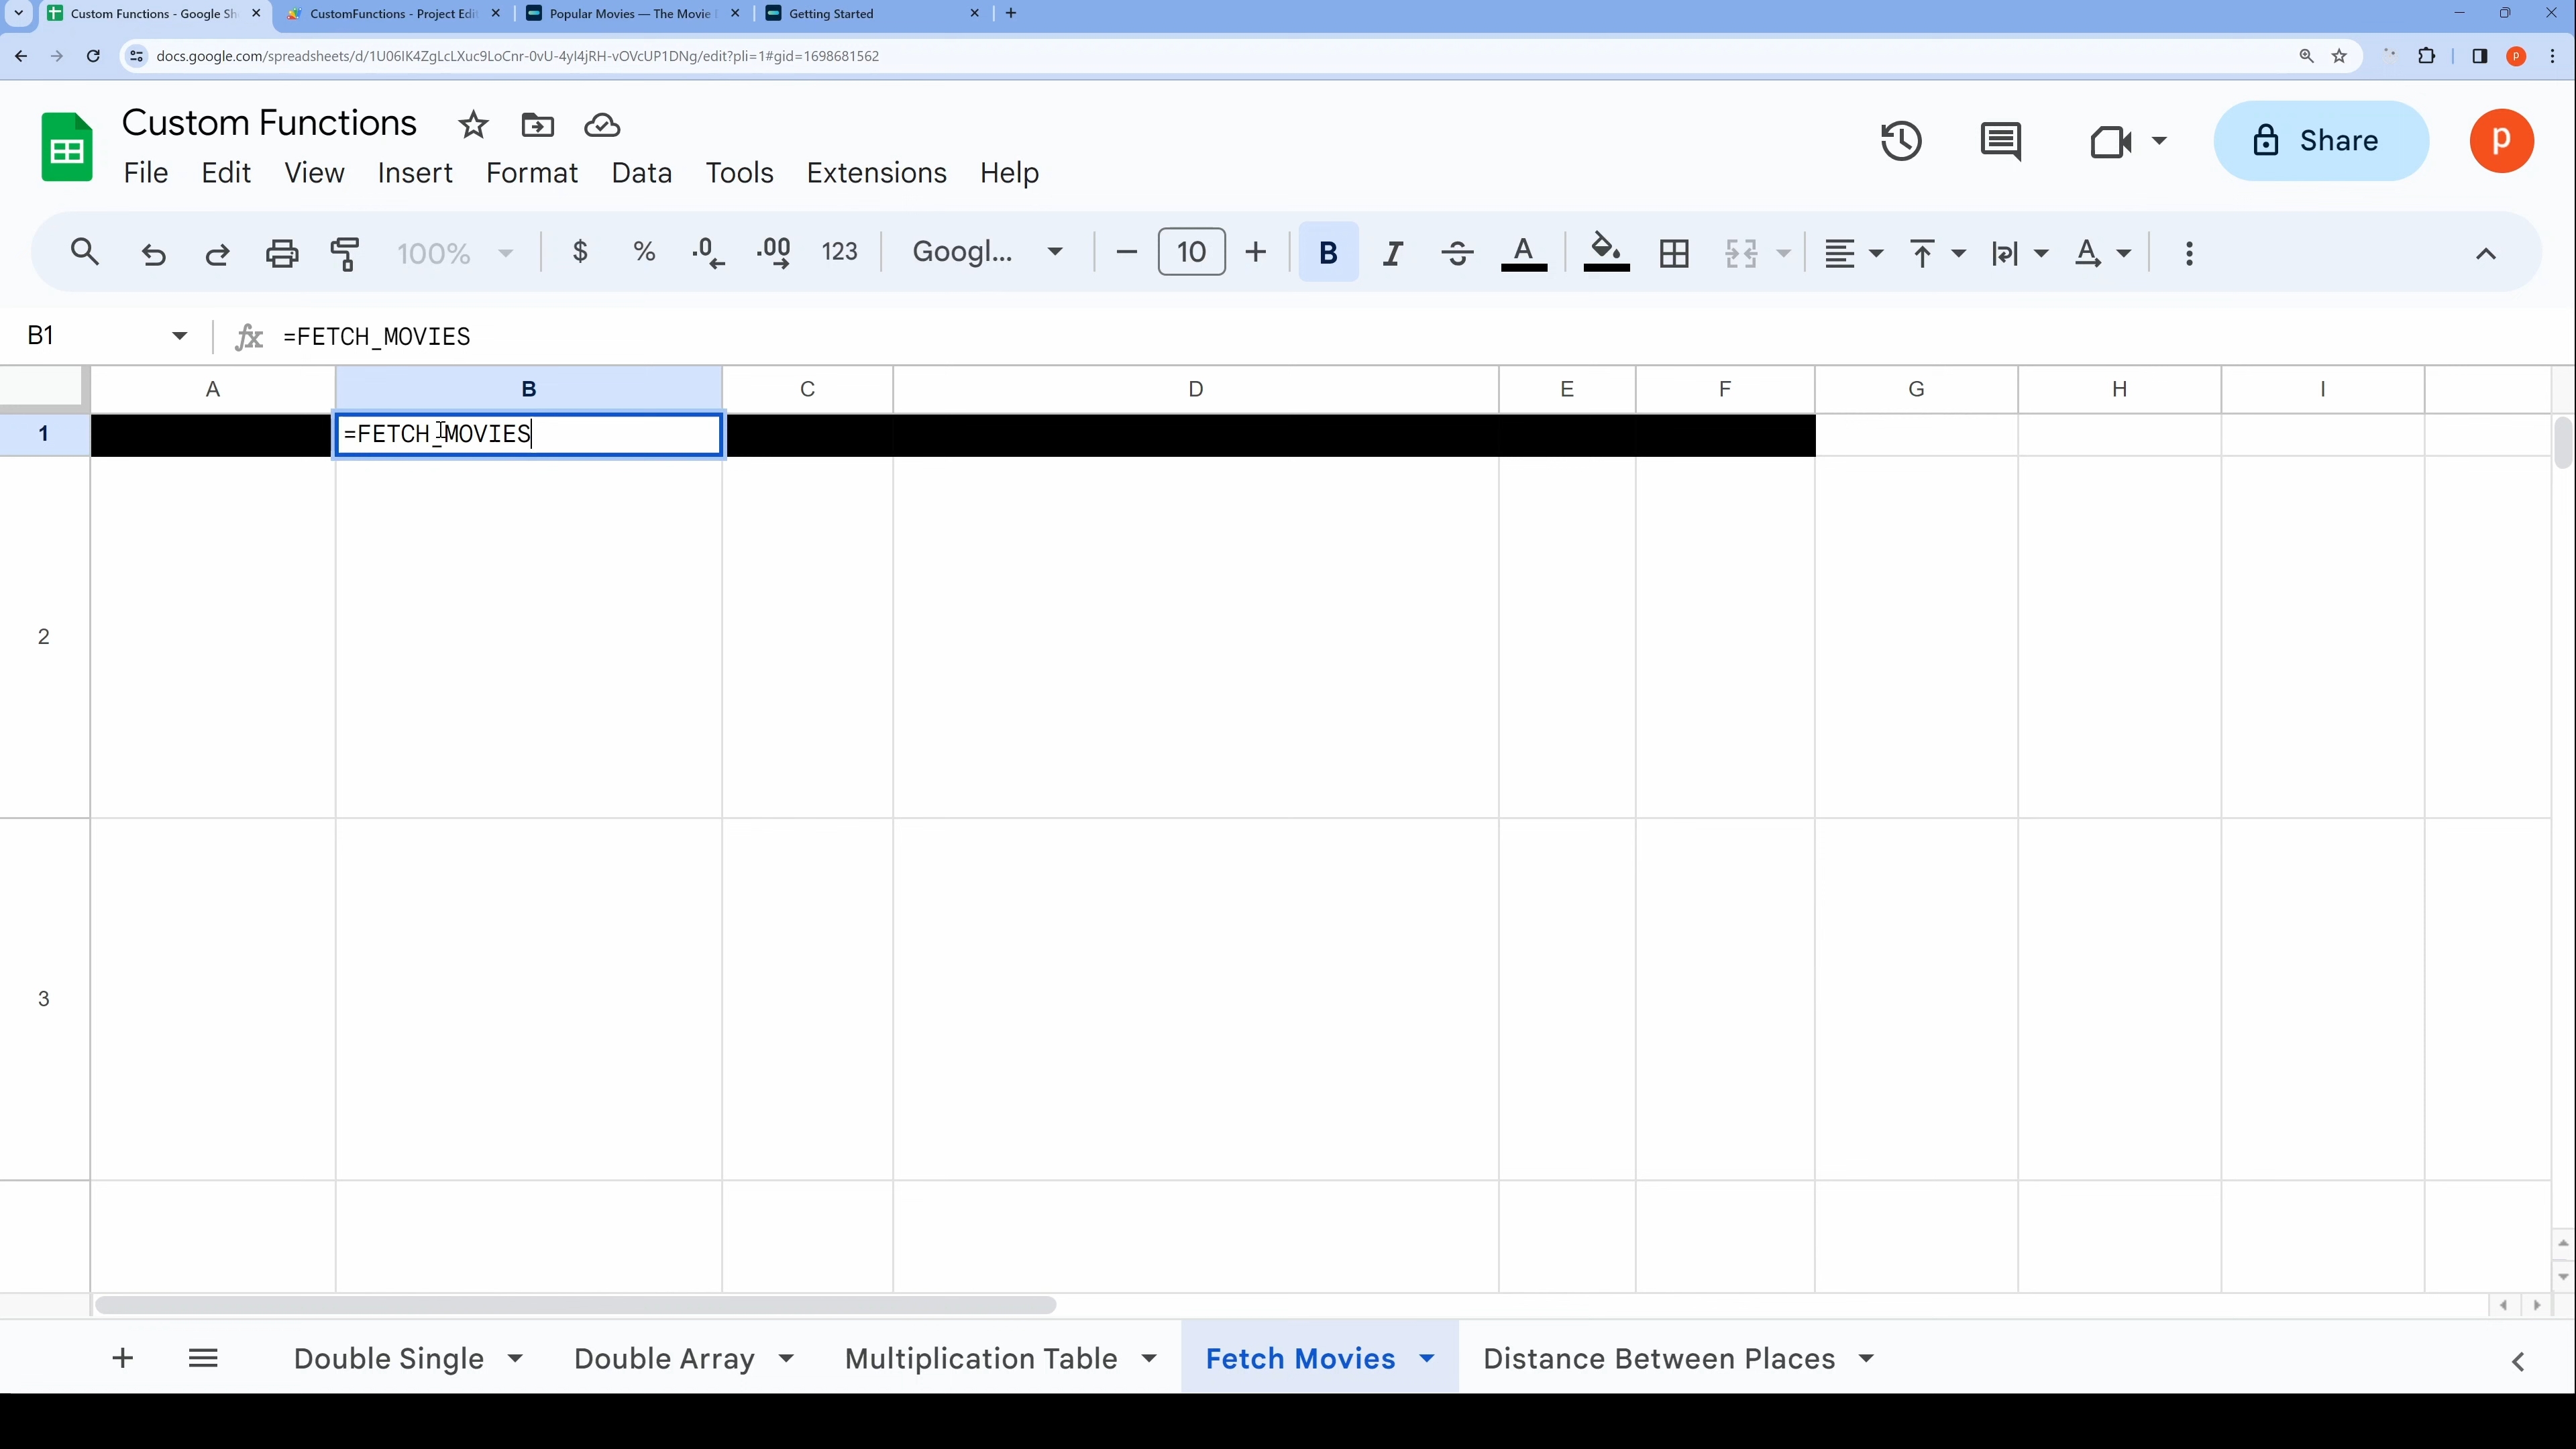 Custom Functions - Google Sh
CustomFunctions - Project Edi
Popular Movies — The Movie
Getting Started
docs.google.com/spreadsheets/d/1U06IK4ZgLcLXuc9LoCnr-0vU-4yI4jRH-vOVcUP1DNg/edit?pli=1#gid=1698681562
P
Custom Functions
Share
p
File Edit View Insert Format Data Tools Extensions Help
100% $ % .0 .00 123 Googl... 10 B I S A A
B1 fx =FETCH_MOVIES
A B C D E F G H I
1 =FETCH_MOVIES
2
3
Double Single Double Array Multiplication Table Fetch Movies Distance Between Places